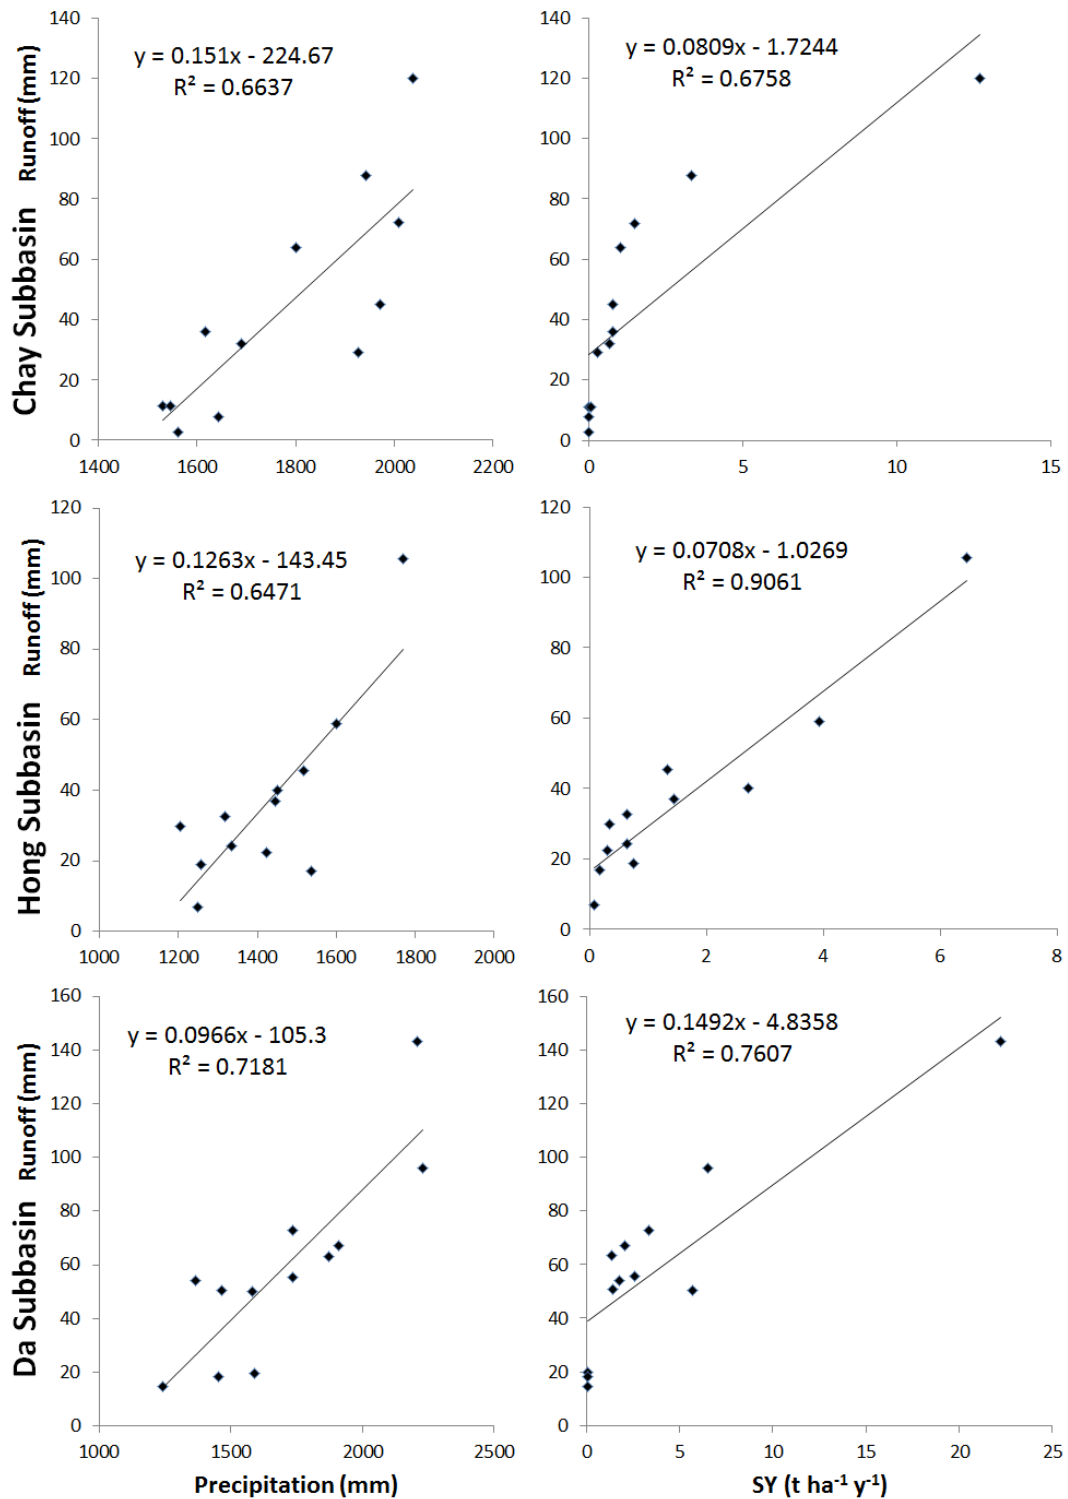 Chay Subbasin Runoff (mm)
140
120
100
80
60
40
20
0
y = 0.151x - 224.67
R² = 0.6637
1400 1600 1800 2000 2200
140
120
100
80
60
40
20
0
y = 0.0809x - 1.7244
R² = 0.6758
0 5 10 15
Hong Subbasin Runoff (mm)
120
100
80
60
40
20
0
y = 0.1263x - 143.45
R² = 0.6471
1000 1200 1400 1600 1800 2000
120
100
80
60
40
20
0
y = 0.0708x - 1.0269
R² = 0.9061
0 2 4 6 8
Da Subbasin Runoff (mm)
160
140
120
100
80
60
40
20
0
y = 0.0966x - 105.3
R² = 0.7181
1000 1500 2000 2500
Precipitation (mm)
160
140
120
100
80
60
40
20
0
y = 0.1492x - 4.8358
R² = 0.7607
0 5 10 15 20 25
SY (t ha⁻¹ y⁻¹)